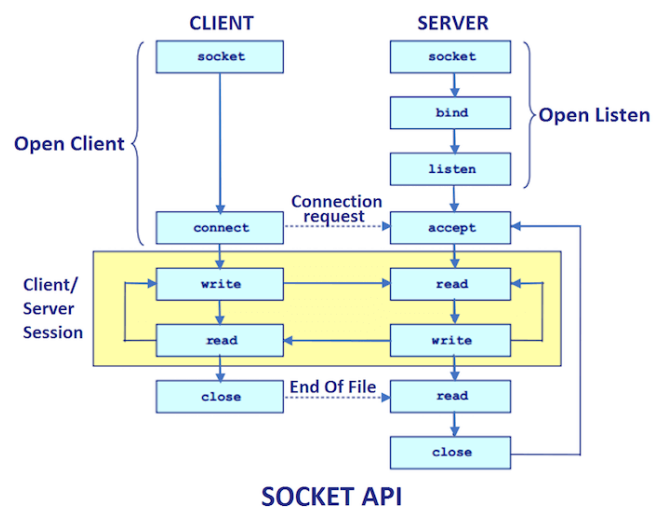 CLIENT
SERVER
socket
socket
bind
Open Client
Open Listen
listen
Connection
request
connect
accept
Client/
Server
Session
write
read
read
write
close
End Of File
read
close
SOCKET API